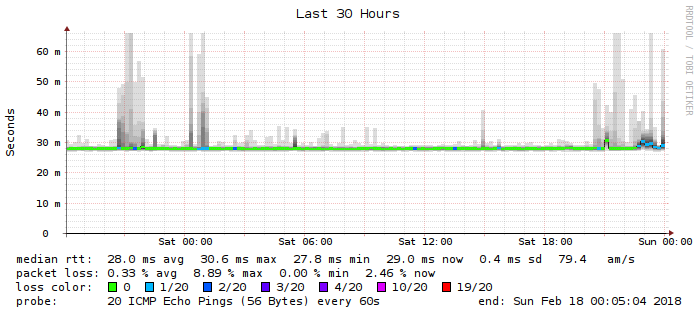 Last 30 Hours
RRDTOOL / TOBI OETIKER
Seconds
60 m
50 m
40 m
30 m
20 m
10 m
0
Sat 00:00 Sat 06:00 Sat 12:00 Sat 18:00 Sun 00:00
median rtt: 28.0 ms avg 30.6 ms max 27.8 ms min 29.0 ms now 0.4 ms sd 79.4 am/s
packet loss: 0.33 % avg 8.89 % max 0.00 % min 2.46 % now
loss color: 0 1/20 2/20 3/20 4/20 10/20 19/20
probe: 20 ICMP Echo Pings (56 Bytes) every 60s end: Sun Feb 18 00:05:04 2018